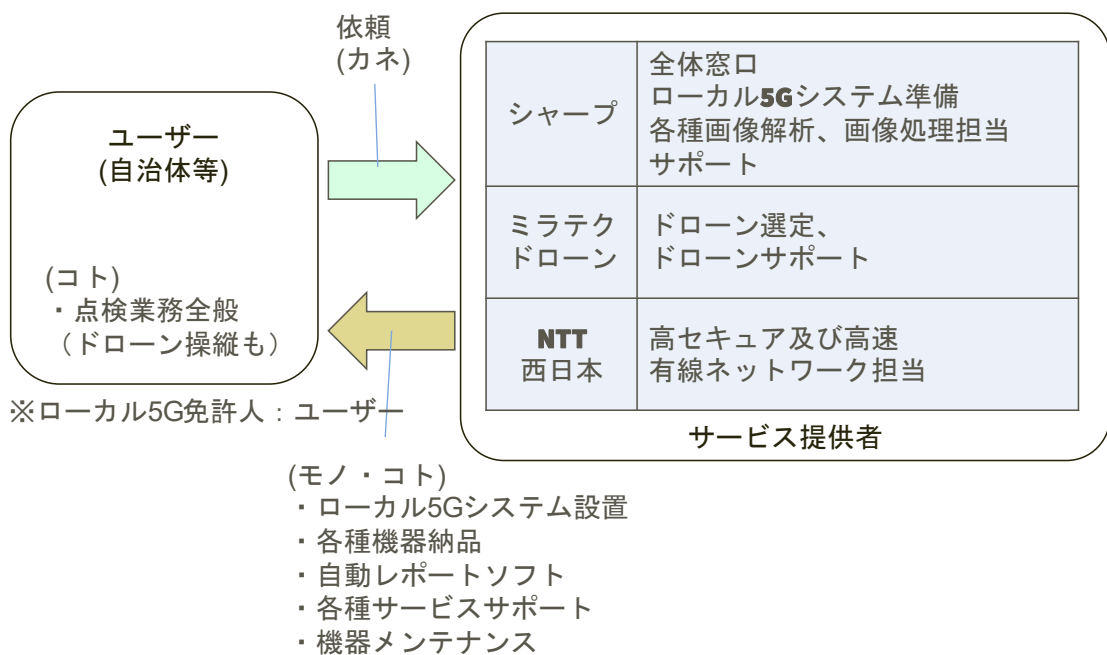 依頼
(カネ)
ユーザー
(自治体等)
(コト)
・点検業務全般
（ドローン操縦も）
※ローカル5G免許人：ユーザー
シャープ
全体窓口
ローカル5Gシステム準備
各種画像解析、画像処理担当
サポート
ミラテク
ドローン
ドローン選定、
ドローンサポート
NTT
西日本
高セキュア及び高速
有線ネットワーク担当
サービス提供者
(モノ・コト)
・ローカル5Gシステム設置
・各種機器納品
・自動レポートソフト
・各種サービスサポート
・機器メンテナンス